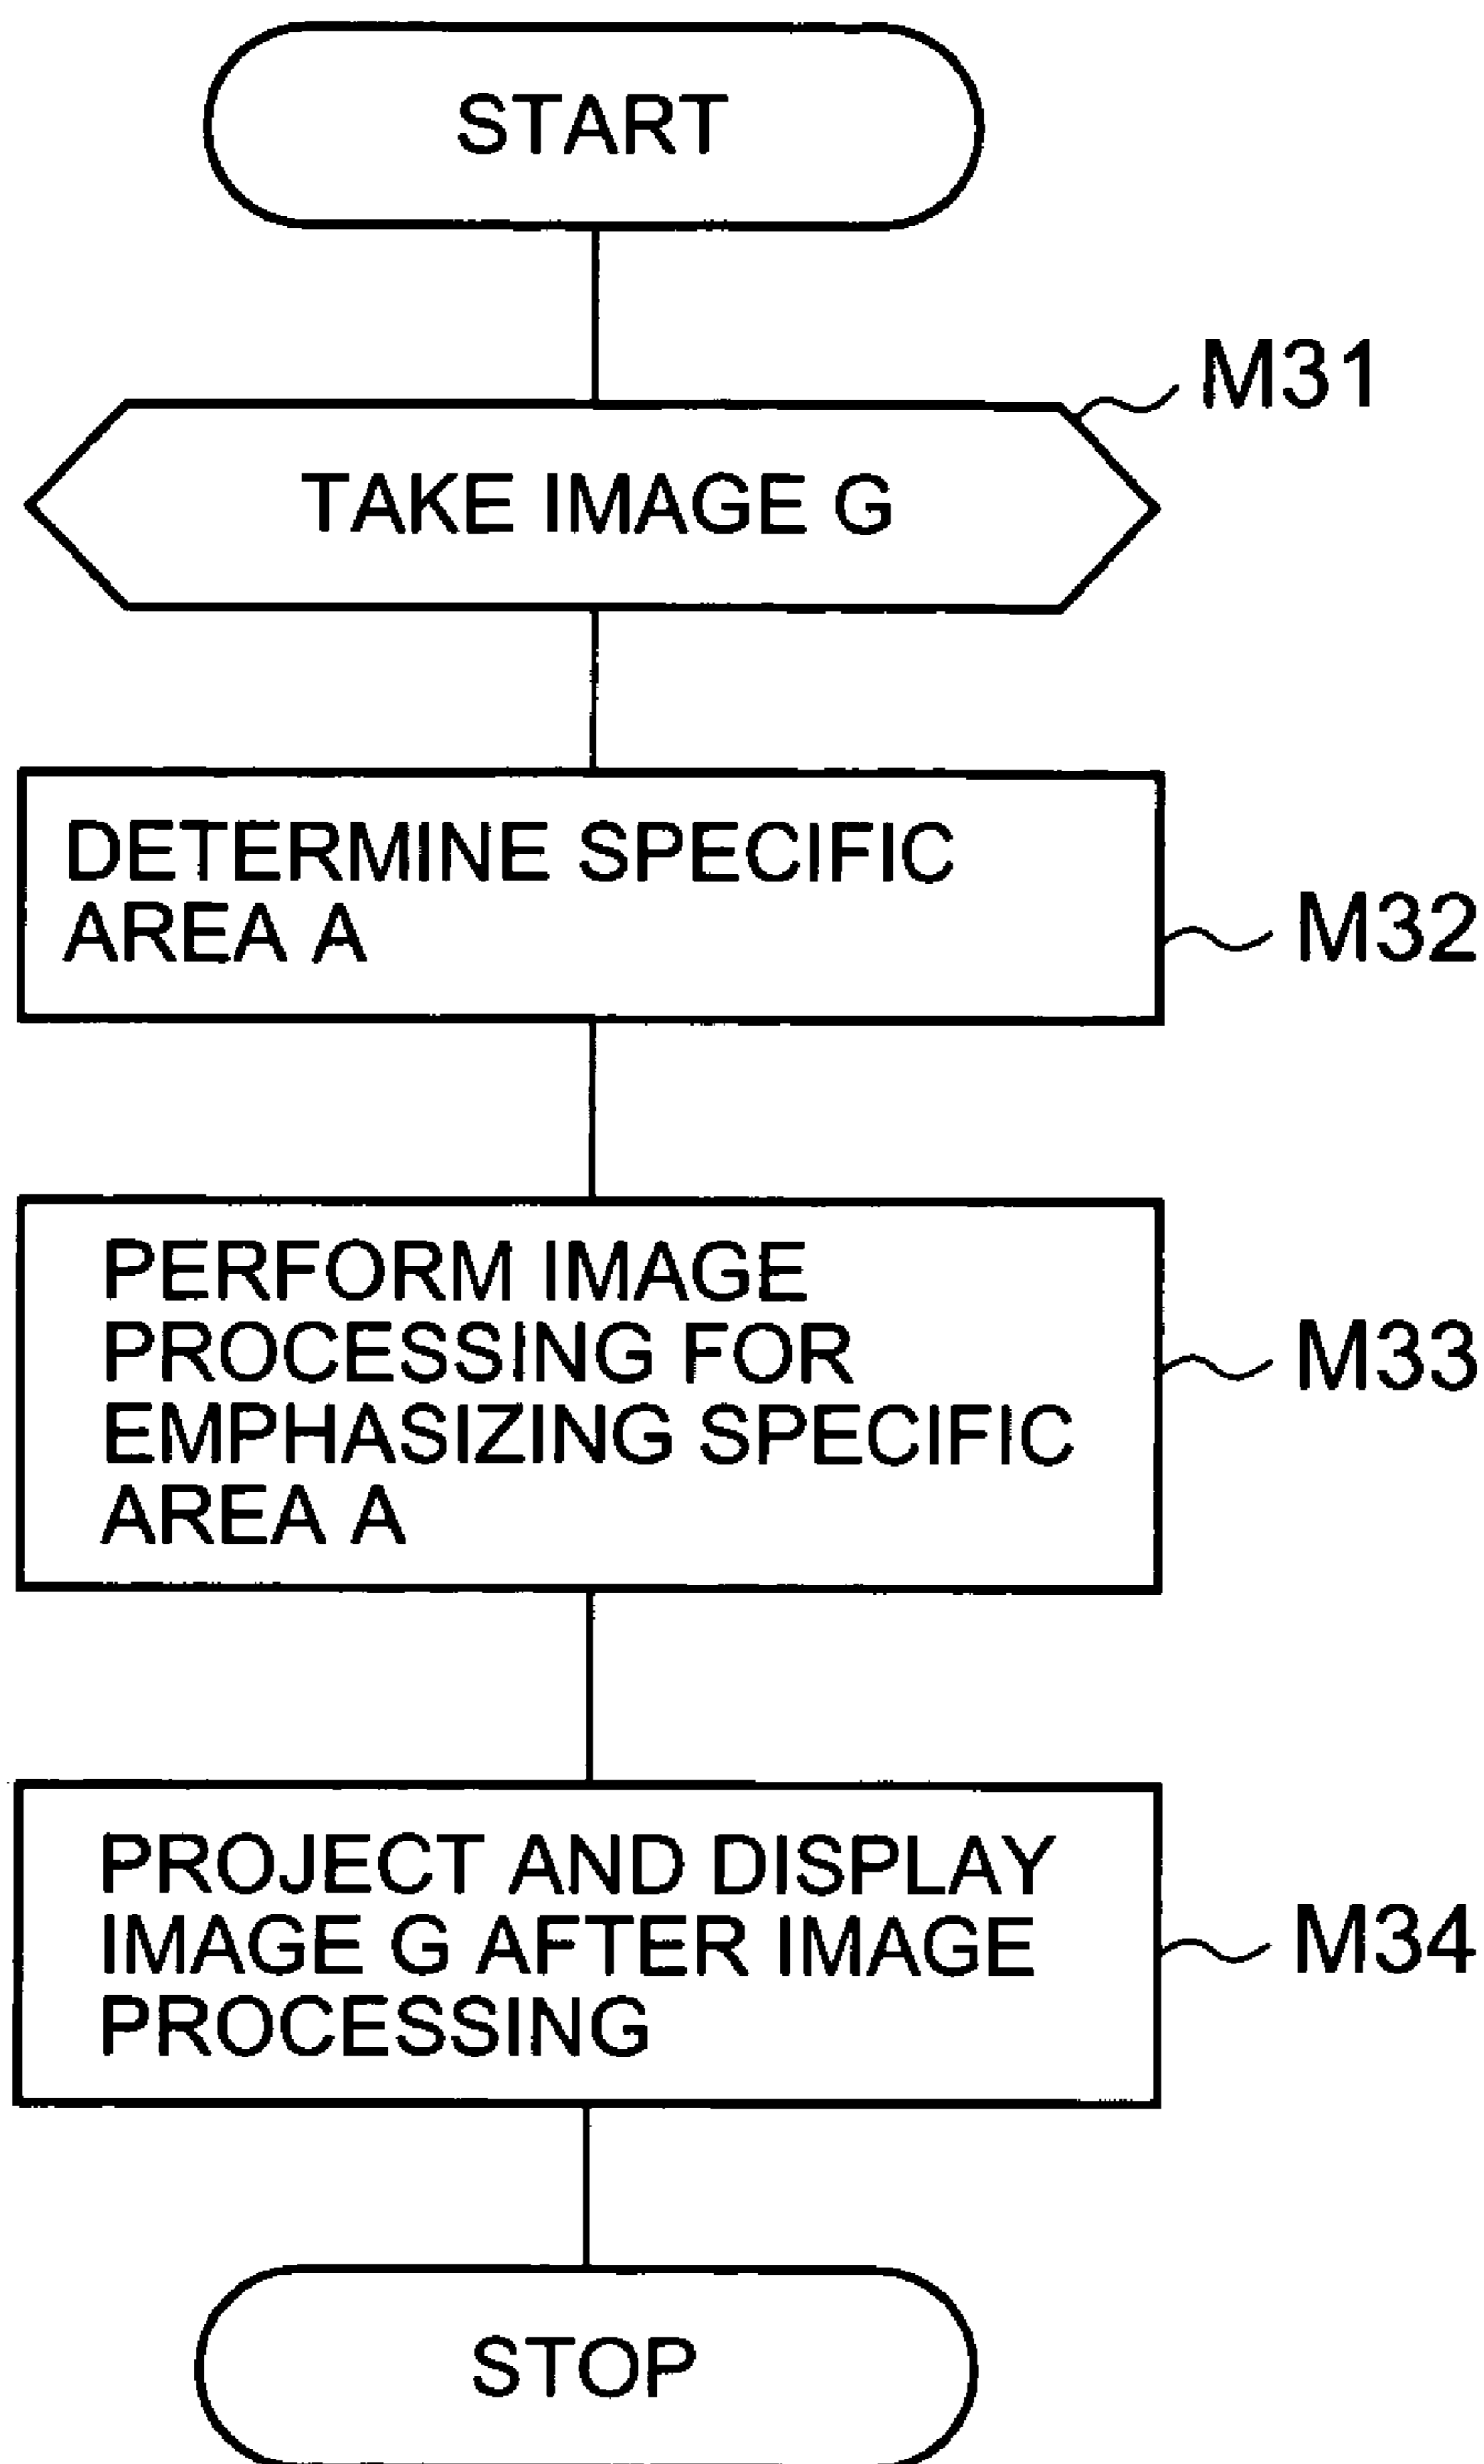 START
M31
TAKE IMAGE G
DETERMINE SPECIFIC
AREA A
M32
PERFORM IMAGE
PROCESSING FOR
EMPHASIZING SPECIFIC
AREA A
M33
PROJECT AND DISPLAY
IMAGE G AFTER IMAGE
PROCESSING
M34
STOP